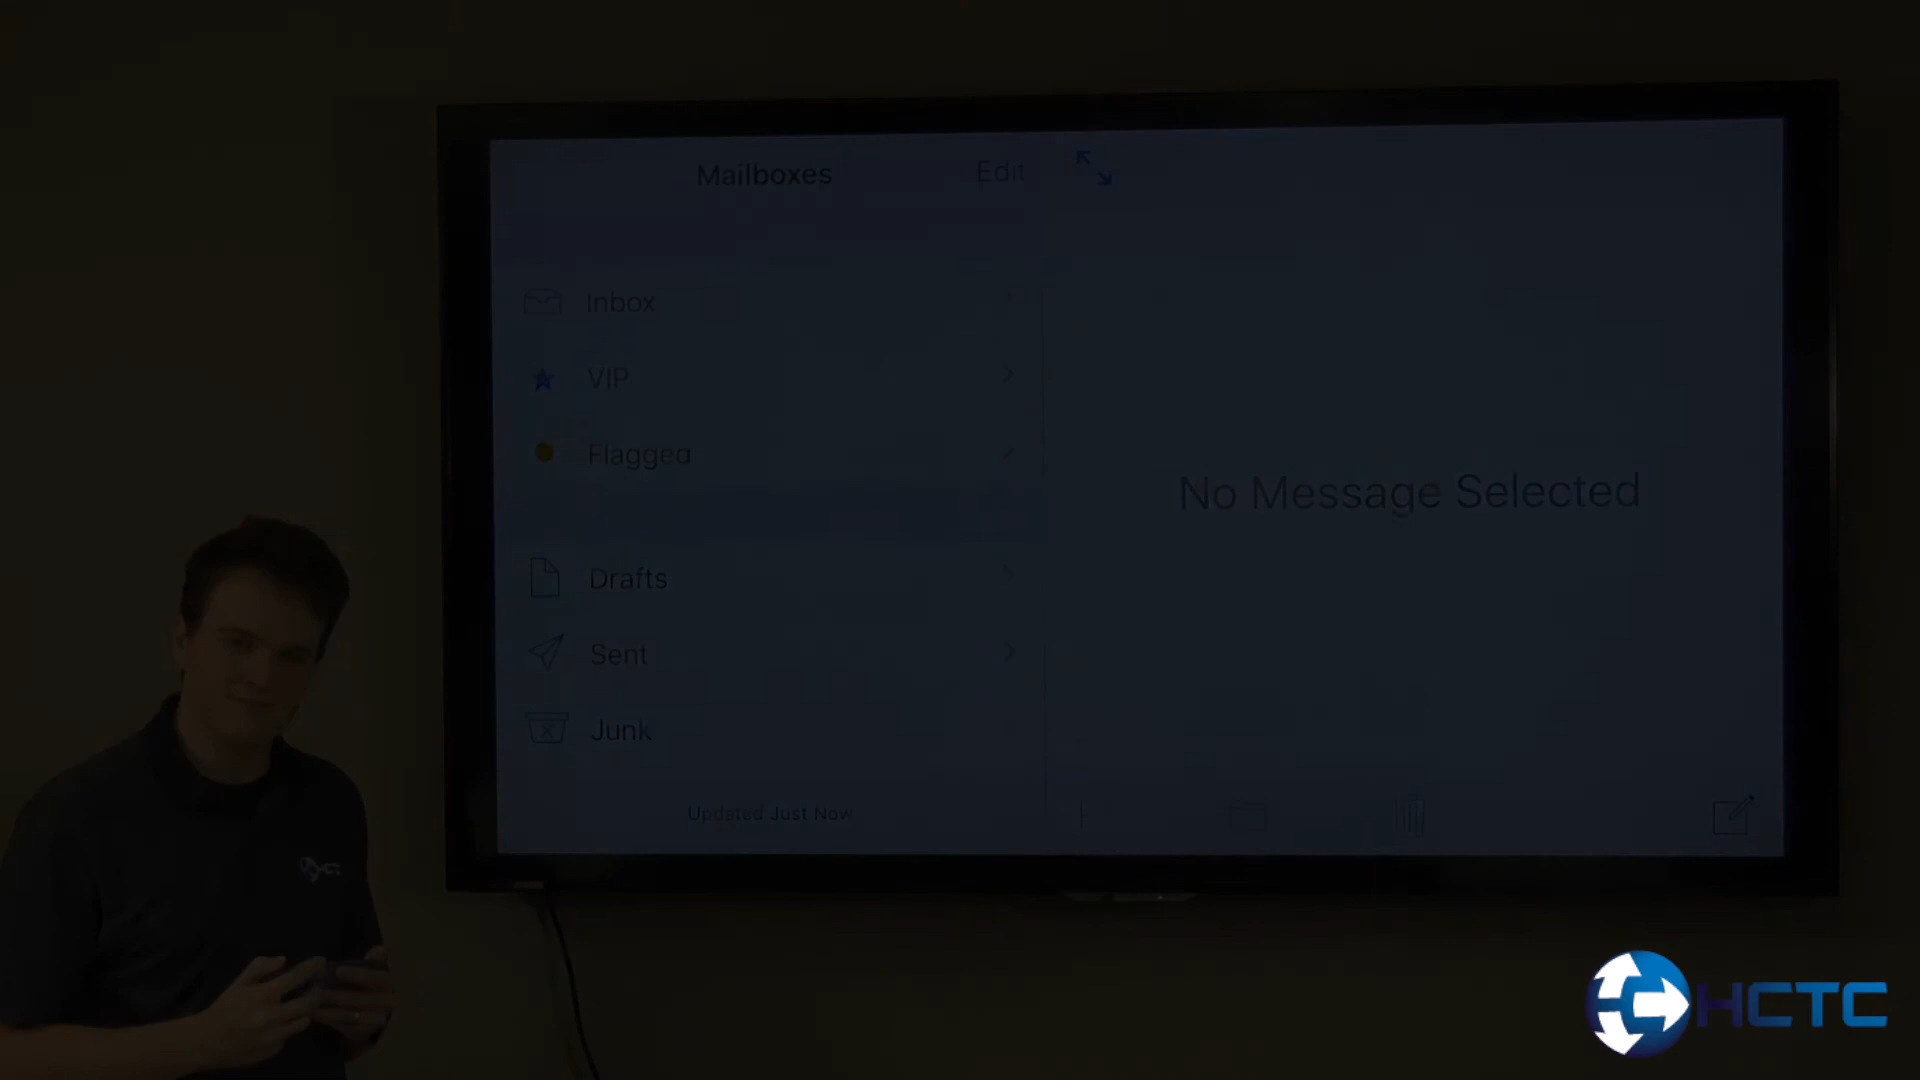 Mailboxes Edit
Inbox
VIP
Flagged
No Message Selected
Drafts
Sent
Junk
Updated Just Now
HCTC